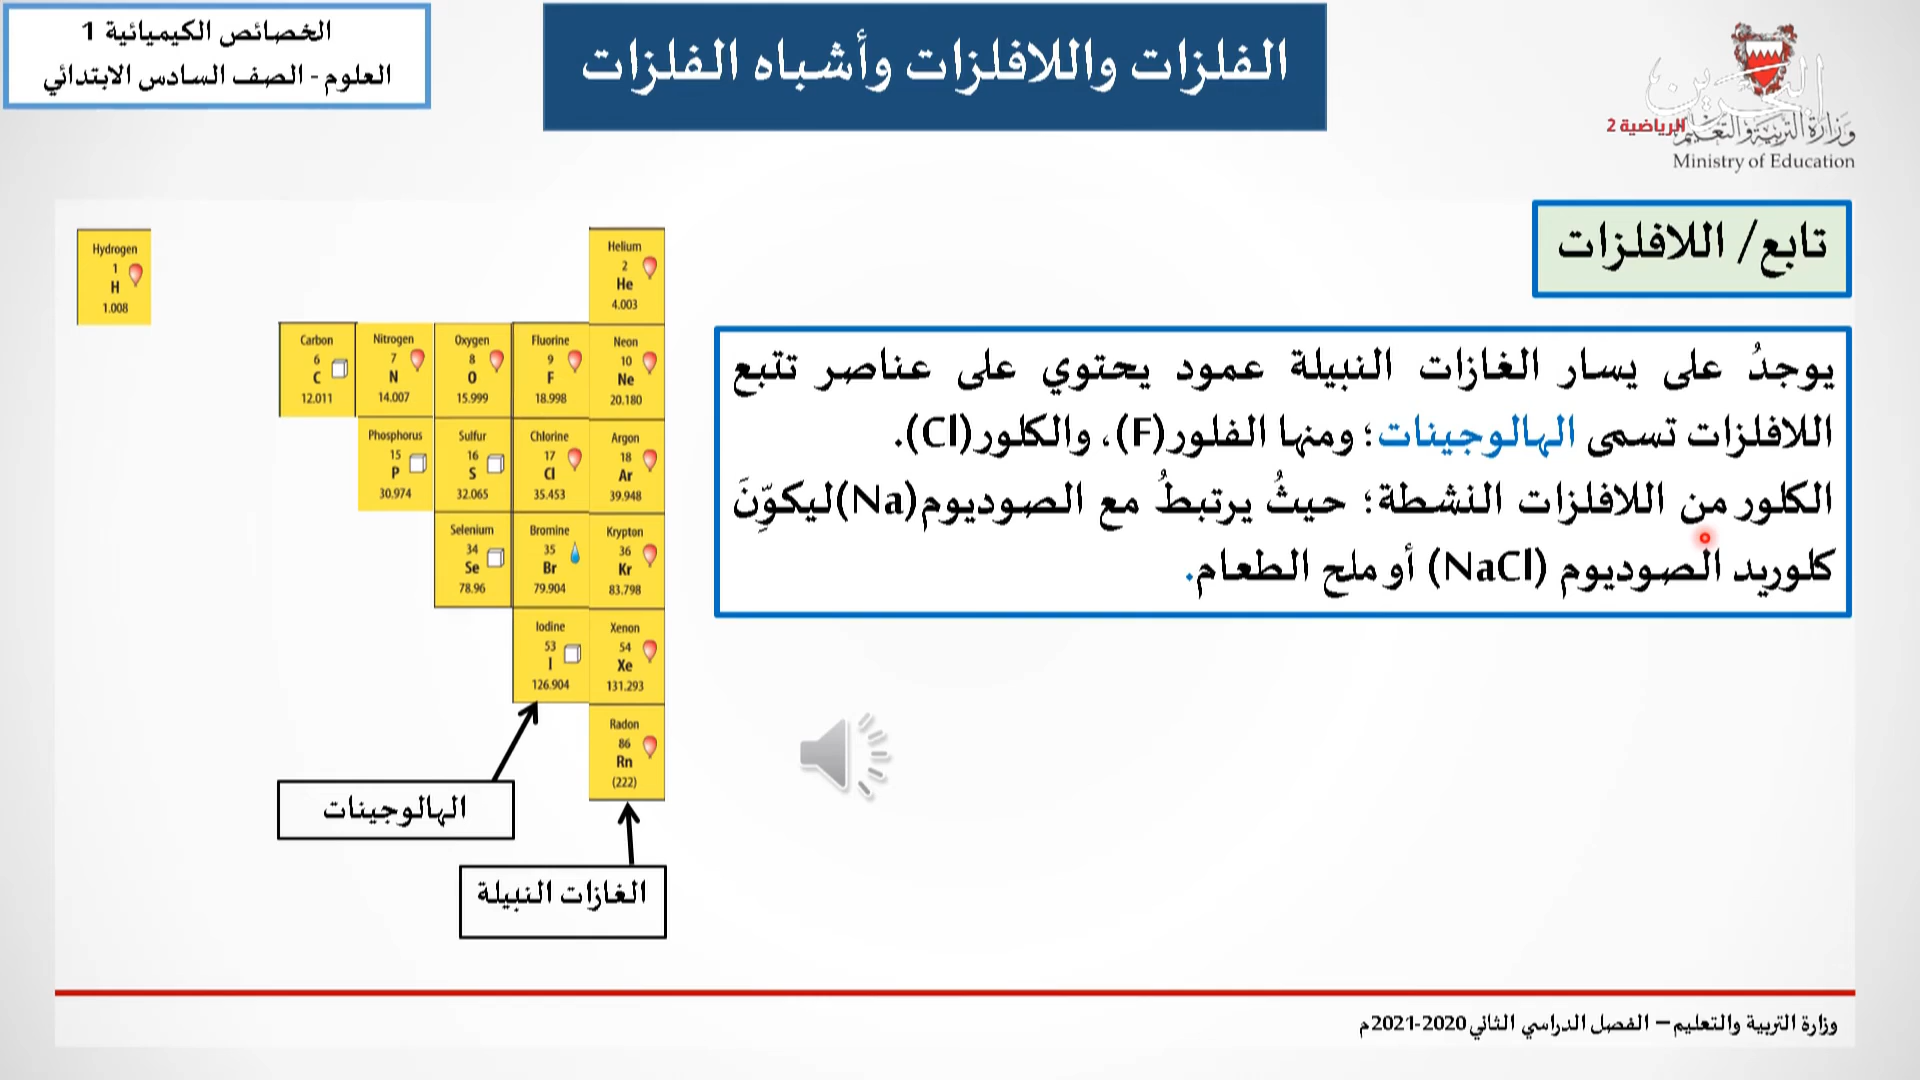 الخصائص الكيميائية 1
العلوم - الصف السادس الابتدائي
الفلزات واللافلزات وأشباه الفلزات
البحرين
الرياضية 2
وزارة التربية والتعليم
Ministry of Education
تابع/ اللافلزات
يوجدُ على يسار الغازات النبيلة عمود يحتوي على عناصر تتبع
اللافلزات تسمى الهالوجينات؛ ومنها الفلور(F)، والكلور(Cl).
الكلور من اللافلزات النشطة؛ حيثُ يرتبطُ مع الصوديوم(Na)ليكوّنَ
كلوريد الصوديوم (NaCl) أو ملح الطعام.
Hydrogen
1
H
1.008
Helium
2
He
4.003
Carbon
6
C
12.011
Nitrogen
7
N
14.007
Oxygen
8
O
15.999
Fluorine
9
F
18.998
Neon
10
Ne
20.180
Phosphorus
15
P
30.974
Sulfur
16
S
32.065
Chlorine
17
Cl
35.453
Argon
18
Ar
39.948
Selenium
34
Se
78.96
Bromine
35
Br
79.904
Krypton
36
Kr
83.798
Iodine
53
I
126.904
Xenon
54
Xe
131.293
Radon
86
Rn
(222)
الهالوجينات
الغازات النبيلة
وزارة التربية والتعليم – الفصل الدراسي الثاني 2020-2021م